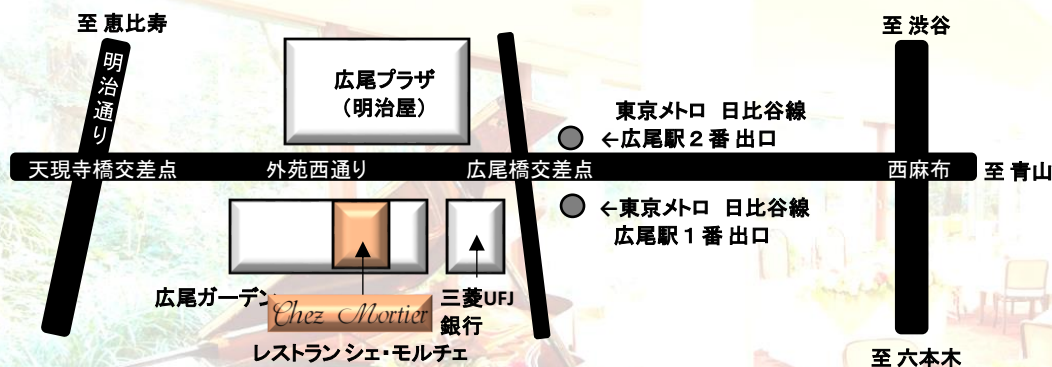 至 恵比寿
至 渋谷
明治通り
広尾プラザ
（明治屋）
東京メトロ 日比谷線
←広尾駅２番 出口
天現寺橋交差点
外苑西通り
広尾橋交差点
西麻布
至 青山
←東京メトロ 日比谷線
広尾駅１番 出口
広尾ガーデン
Chez Mortier
三菱UFJ
銀行
レストラン シェ・モルチェ
至 六本木